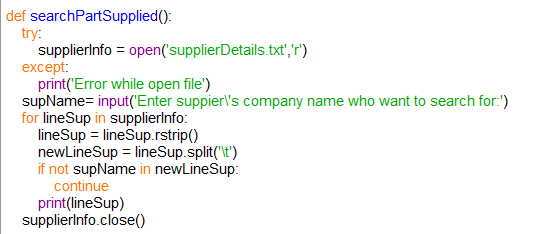 def searchPartSupplied():
    try:
        supplierInfo = open('supplierDetails.txt','r')
    except:
        print('Error while open file')
    supName= input('Enter suppier\'s company name who want to search for:')
    for lineSup in supplierInfo:
        lineSup = lineSup.rstrip()
        newLineSup = lineSup.split('\t')
        if not supName in newLineSup:
            continue
        print(lineSup)
    supplierInfo.close()